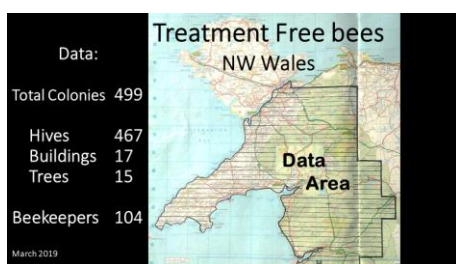 Treatment Free bees
NW Wales
Data:
Total Colonies 499
Hives 467
Buildings 17
Trees 15
Beekeepers 104
March 2019
Data
Area